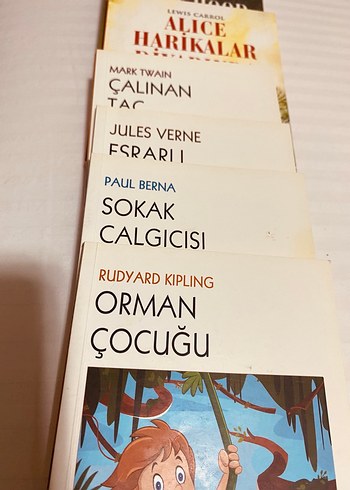 LEWIS CARROL
ALICE
HARİKALAR
MARK TWAIN
ÇALINAN
TAÇ
JULES VERNE
ESRARLI
PAUL BERNA
SOKAK
ÇALGICISI
RUDYARD KIPLING
ORMAN
ÇOCUĞU